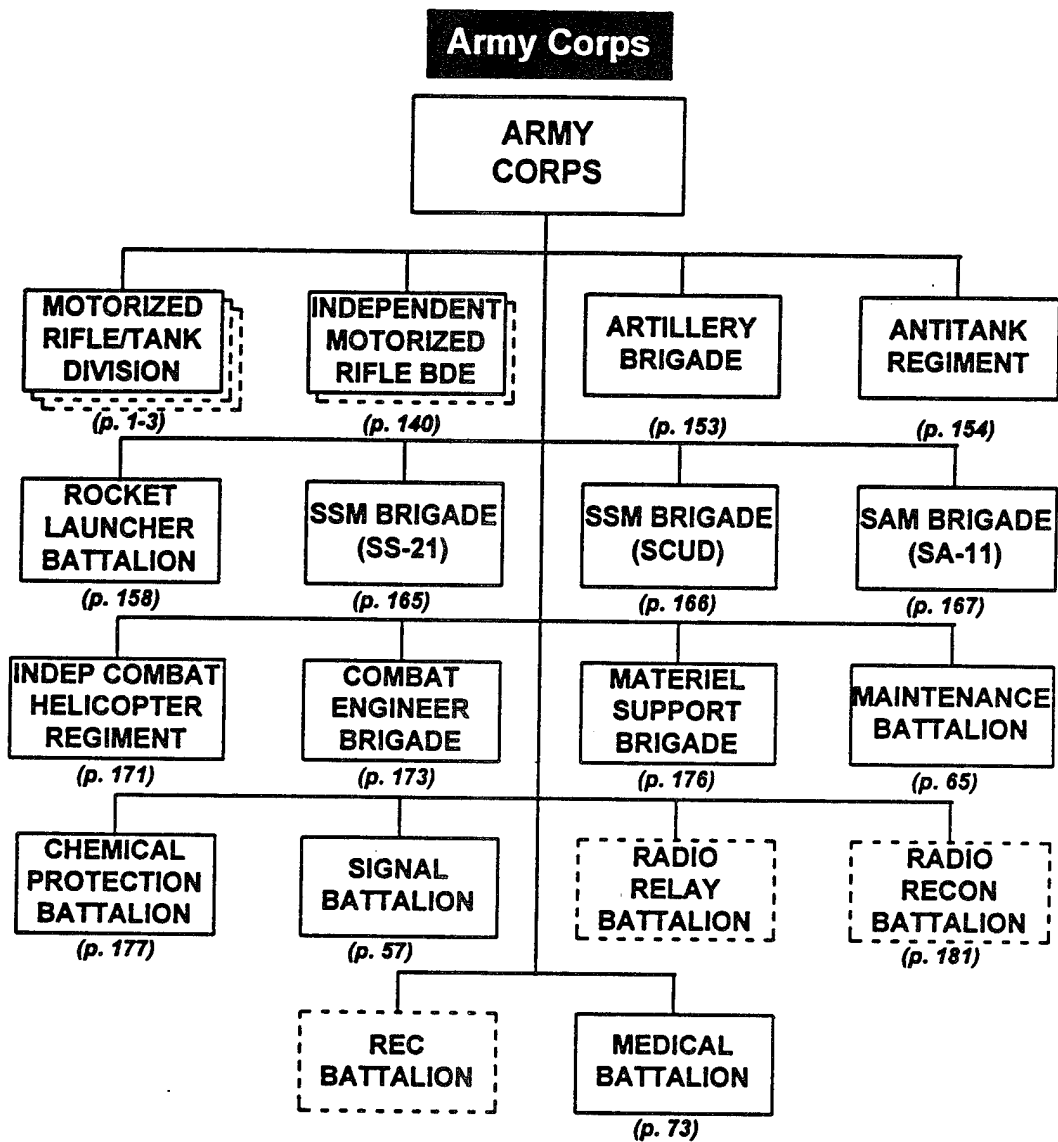 Army Corps
ARMY
CORPS
MOTORIZED
RIFLE/TANK
DIVISION
(p. 1-3)
INDEPENDENT
MOTORIZED
RIFLE BDE
(p. 140)
ARTILLERY
BRIGADE
(p. 153)
ANTITANK
REGIMENT
(p. 154)
ROCKET
LAUNCHER
BATTALION
(p. 158)
SSM BRIGADE
(SS-21)
(p. 165)
SSM BRIGADE
(SCUD)
(p. 166)
SAM BRIGADE
(SA-11)
(p. 167)
INDEP COMBAT
HELICOPTER
REGIMENT
(p. 171)
COMBAT
ENGINEER
BRIGADE
(p. 173)
MATERIEL
SUPPORT
BRIGADE
(p. 176)
MAINTENANCE
BATTALION
(p. 65)
CHEMICAL
PROTECTION
BATTALION
(p. 177)
SIGNAL
BATTALION
(p. 57)
RADIO
RELAY
BATTALION
RADIO
RECON
BATTALION
(p. 181)
REC
BATTALION
MEDICAL
BATTALION
(p. 73)